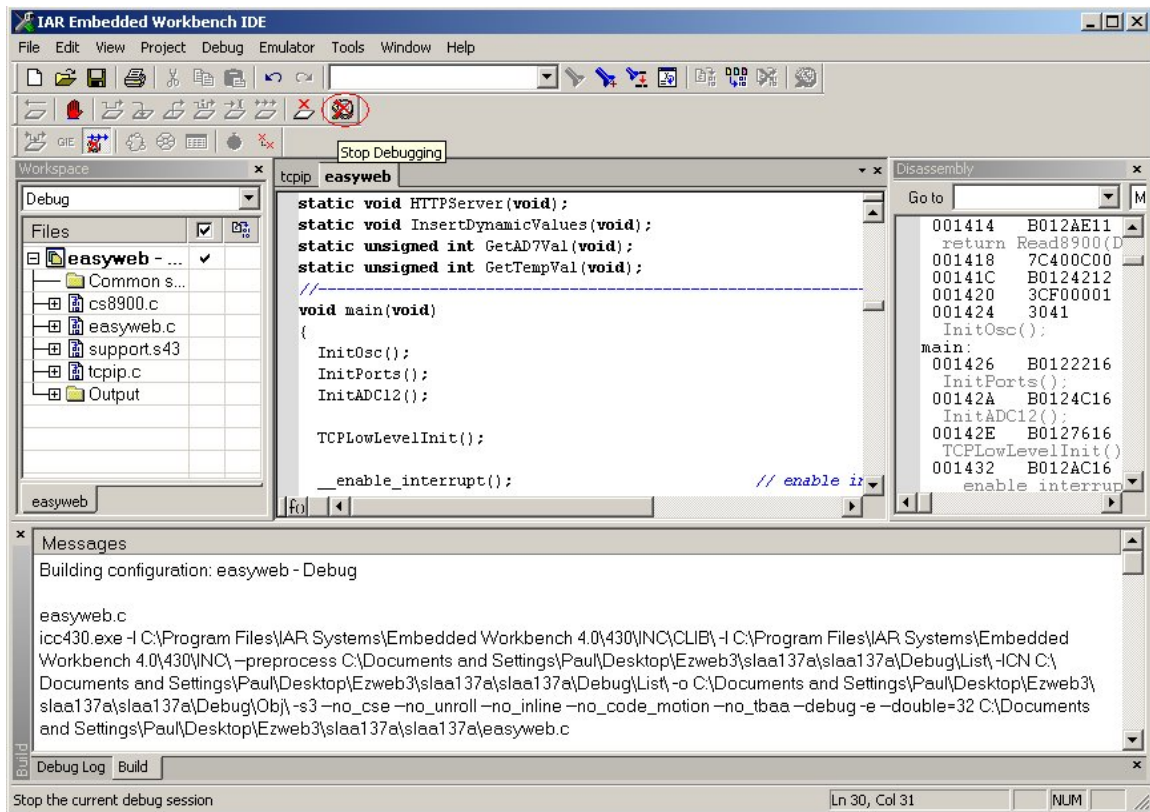 IAR Embedded Workbench IDE
File Edit View Project Debug Emulator Tools Window Help
GIE
Stop Debugging
Workspace
Debug
Files
easyweb - ...
Common s...
cs8900.c
easyweb.c
support.s43
tcpip.c
Output
easyweb
tcpip easyweb
static void HTTPServer(void);
static void InsertDynamicValues(void);
static unsigned int GetAD7Val(void);
static unsigned int GetTempVal(void);
//------------------------------------------------------------
void main(void)
{
InitOsc();
InitPorts();
InitADC12();
TCPLowLevelInit();
__enable_interrupt(); // enable in
fo
Disassembly
Go to M
001414 B012AE11
return Read8900(D
001418 7C400C00
00141C B0124212
001420 3CF00001
001424 3041
InitOsc();
main:
001426 B0122216
InitPorts();
00142A B0124C16
InitADC12();
00142E B0127616
TCPLowLevelInit()
001432 B012AC16
enable interrup
Messages
Building configuration: easyweb - Debug
easyweb.c
icc430.exe -I C:\Program Files\IAR Systems\Embedded Workbench 4.0\430\INC\CLIB\ -I C:\Program Files\IAR Systems\Embedded
Workbench 4.0\430\INC\ --preprocess C:\Documents and Settings\Paul\Desktop\Ezweb3\slaa137a\slaa137a\Debug\List\ -lCN C:\
Documents and Settings\Paul\Desktop\Ezweb3\slaa137a\slaa137a\Debug\List\ -o C:\Documents and Settings\Paul\Desktop\Ezweb3\
slaa137a\slaa137a\Debug\Obj\ -s3 --no_cse --no_unroll --no_inline --no_code_motion --no_tbaa --debug -e --double=32 C:\Documents
and Settings\Paul\Desktop\Ezweb3\slaa137a\slaa137a\easyweb.c
Build
Debug Log Build
Stop the current debug session
Ln 30, Col 31
NUM